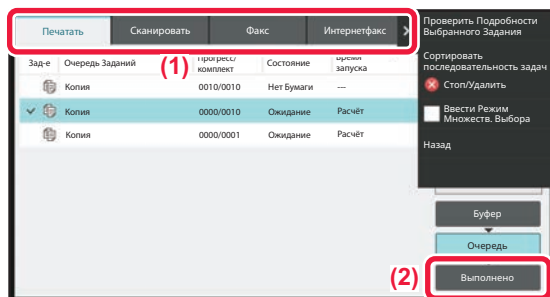 Печатать
Сканировать
Факс
Интернетфакс
(1)
Зад-е
Очередь Заданий
Прогресс/
комплект
Состояние
Время
запуска
Копия
0010/0010
Нет Бумаги
---
Копия
0000/0010
Ожидание
Расчёт
Копия
0000/0001
Ожидание
Расчёт
Проверить Подробности
Выбранного Задания
Сортировать
последовательность задач
Стоп/Удалить
Ввести Режим
Множеств. Выбора
Назад
Буфер
Очередь
(2)
Выполнено